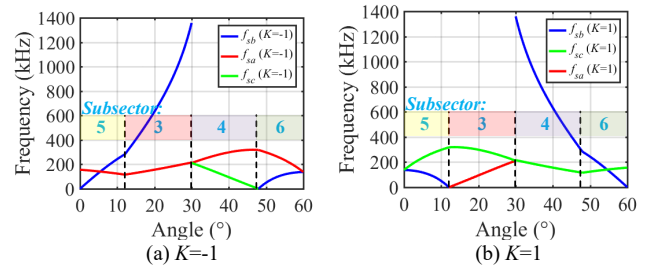 Frequency (kHz)
1400
1200
1000
800
600
400
200
0
f_sb (K=-1)
f_sa (K=-1)
f_sc (K=-1)
Subsector:
5 3 4 6
0 10 20 30 40 50 60
Angle (°)
(a) K=-1
Frequency (kHz)
1400
1200
1000
800
600
400
200
0
f_sb (K=1)
f_sc (K=1)
f_sa (K=1)
Subsector:
5 3 4 6
0 10 20 30 40 50 60
Angle (°)
(b) K=1